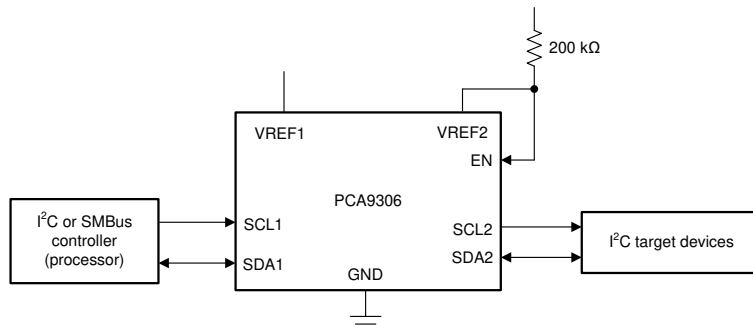 200 kΩ
VREF1
VREF2
EN
PCA9306
I²C or SMBus
controller
(processor)
SCL1
SDA1
SCL2
SDA2
I²C target devices
GND